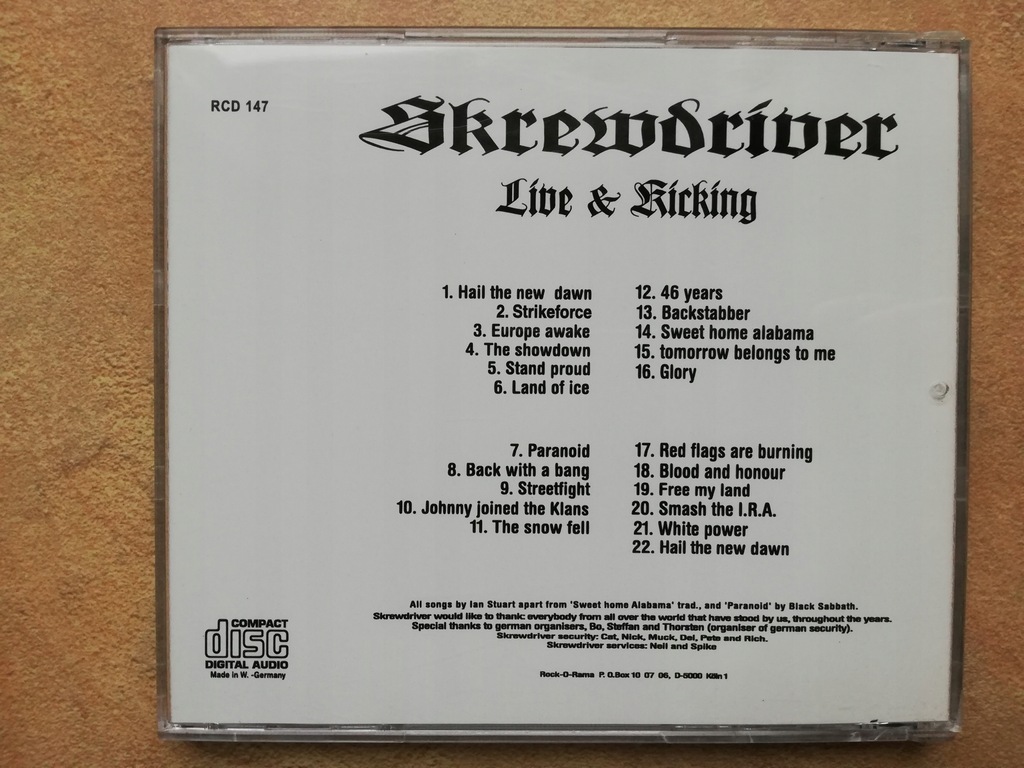 RCD 147
Skrewdriver
Live & Kicking
1. Hail the new dawn
2. Strikeforce
3. Europe awake
4. The showdown
5. Stand proud
6. Land of ice
12. 46 years
13. Backstabber
14. Sweet home alabama
15. tomorrow belongs to me
16. Glory
7. Paranoid
8. Back with a bang
9. Streetfight
10. Johnny joined the Klans
11. The snow fell
17. Red flags are burning
18. Blood and honour
19. Free my land
20. Smash the I.R.A.
21. White power
22. Hail the new dawn
All songs by Ian Stuart apart from 'Sweet home Alabama' trad., and 'Paranoid' by Black Sabbath.
Skrewdriver would like to thank: everybody from all over the world that have stood by us, throughout the years.
Special thanks to german organisers, Bo, Steffan and Thorsten (organiser of german security).
Skrewdriver security: Cat, Nick, Muck, Del, Pete and Rich.
Skrewdriver services: Neil and Spike
COMPACT
disc
DIGITAL AUDIO
Made in W. -Germany
Rock-O-Rama P. O.Box 10 07 06, D-5000 Köln 1